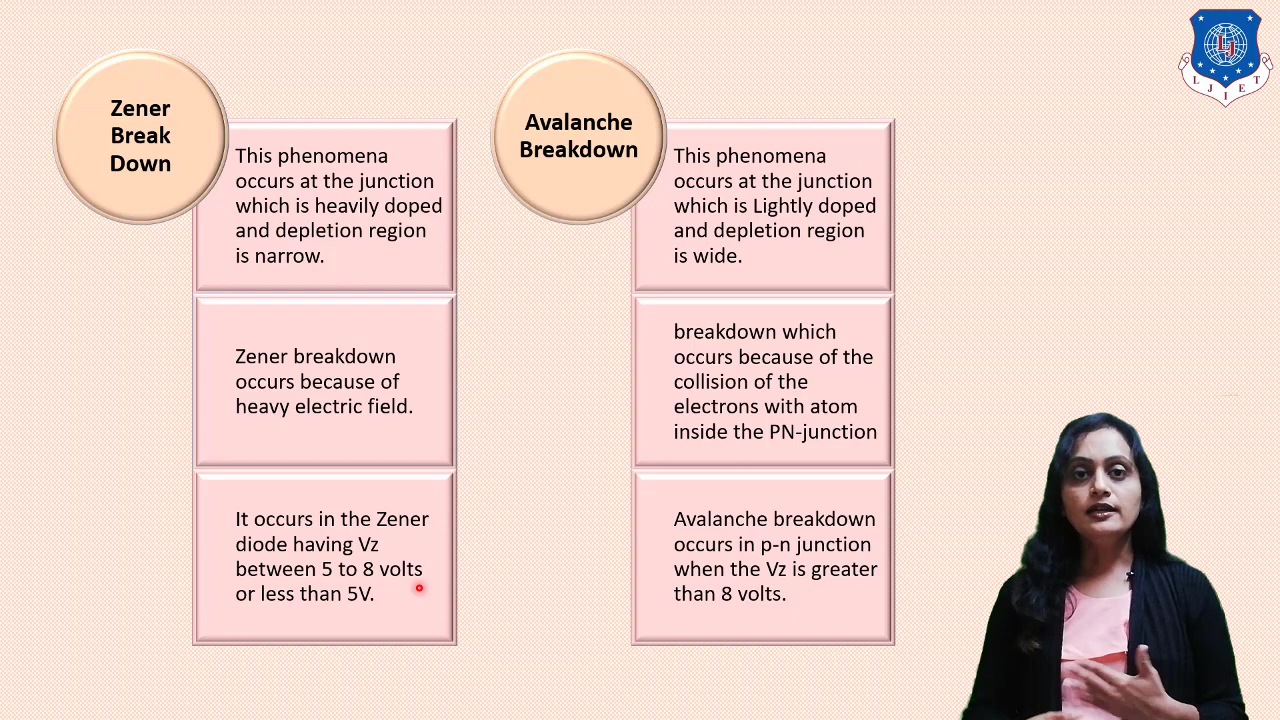 Zener
Break
Down
This phenomena
occurs at the junction
which is heavily doped
and depletion region
is narrow.
Zener breakdown
occurs because of
heavy electric field.
It occurs in the Zener
diode having Vz
between 5 to 8 volts
or less than 5V.
Avalanche
Breakdown
This phenomena
occurs at the junction
which is Lightly doped
and depletion region
is wide.
breakdown which
occurs because of the
collision of the
electrons with atom
inside the PN-junction
Avalanche breakdown
occurs in p-n junction
when the Vz is greater
than 8 volts.
LJ
LJIET